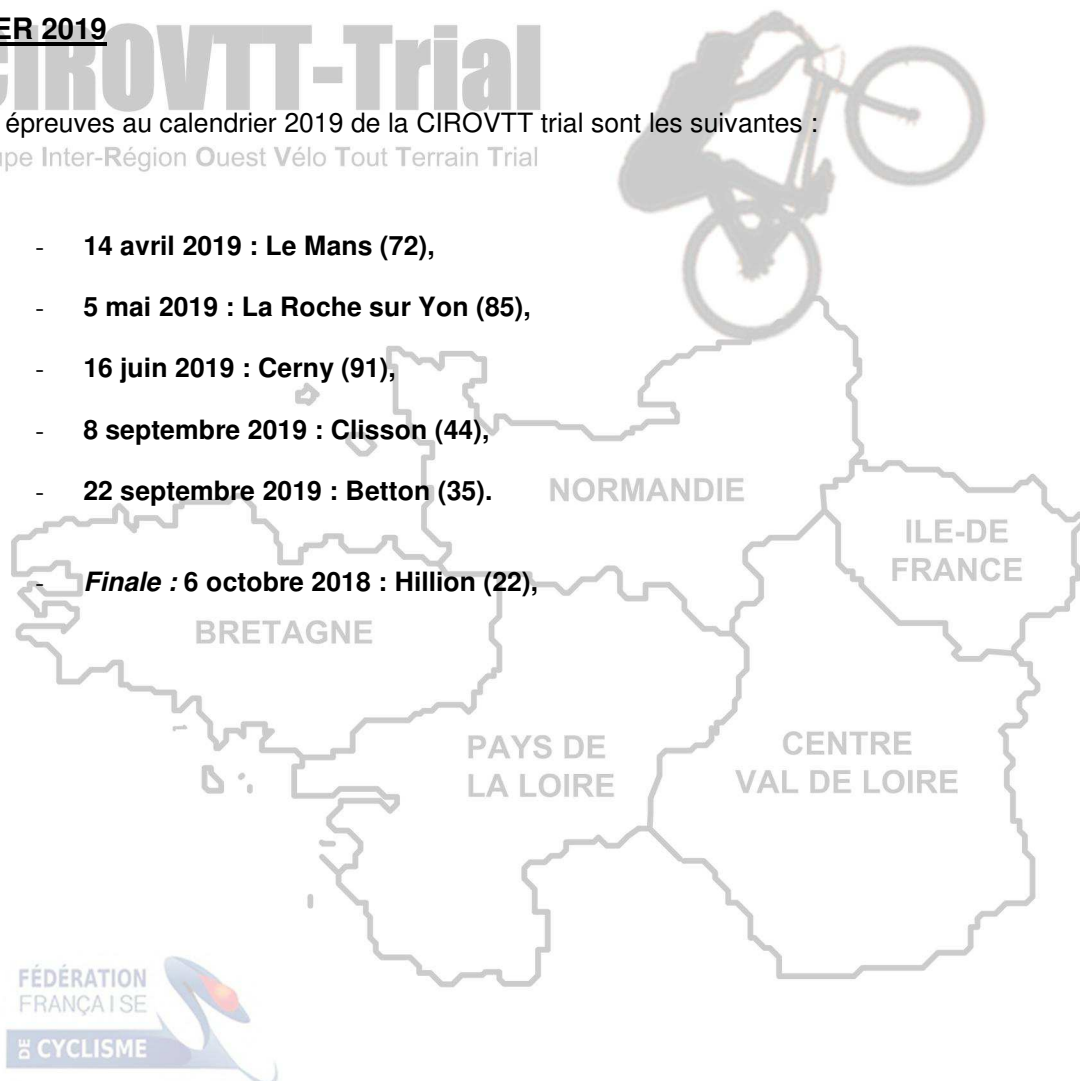 ER 2019
CIROVTT-Trial
épreuves au calendrier 2019 de la CIROVTT trial sont les suivantes :
upe Inter-Région Ouest Vélo Tout Terrain Trial
- 14 avril 2019 : Le Mans (72),
- 5 mai 2019 : La Roche sur Yon (85),
- 16 juin 2019 : Cerny (91),
- 8 septembre 2019 : Clisson (44),
- 22 septembre 2019 : Betton (35).
NORMANDIE
ILE-DE
FRANCE
- Finale : 6 octobre 2018 : Hillion (22),
BRETAGNE
PAYS DE
LA LOIRE
CENTRE
VAL DE LOIRE
FÉDÉRATION
FRANÇAISE
DE CYCLISME